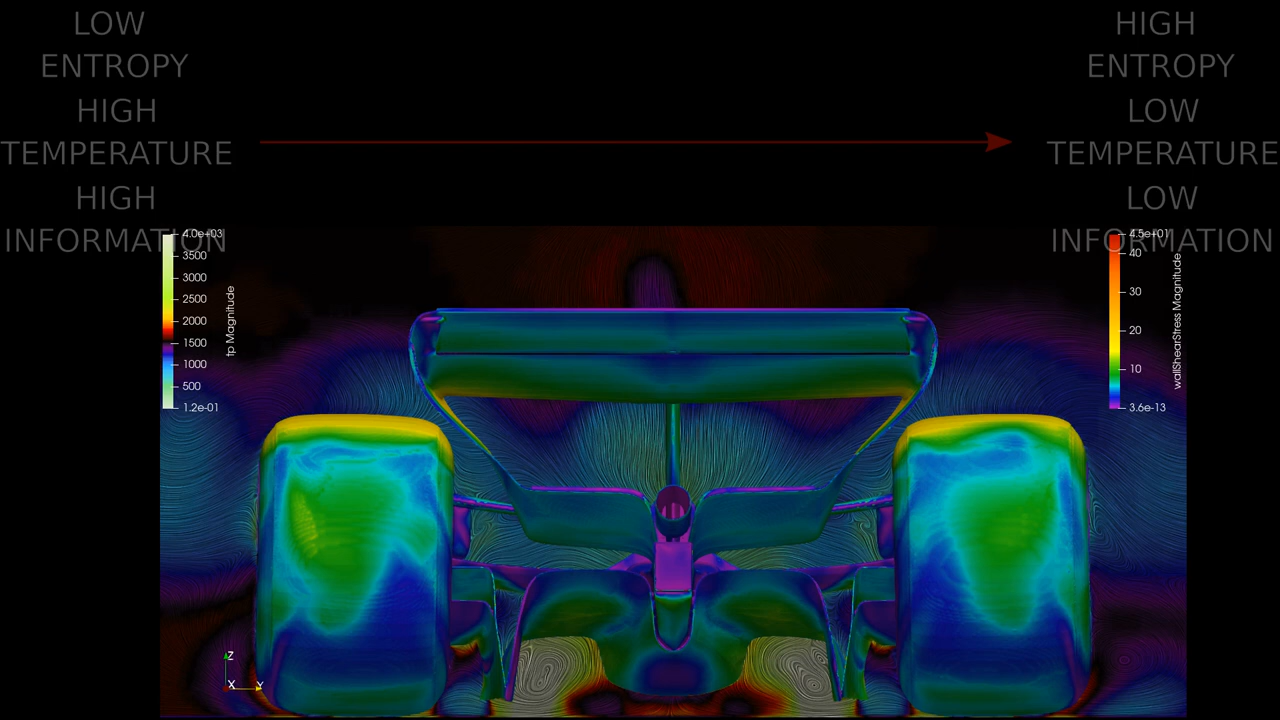 LOW
ENTROPY
HIGH
TEMPERATURE
HIGH
INFORMATION
HIGH
ENTROPY
LOW
TEMPERATURE
LOW
INFORMATION
4.0e+03
3500
3000
2500
2000
1500
1000
500
1.2e-01
tp Magnitude
4.5e+01
40
30
20
10
3.6e-13
wallShearStress Magnitude
Z
X
Y